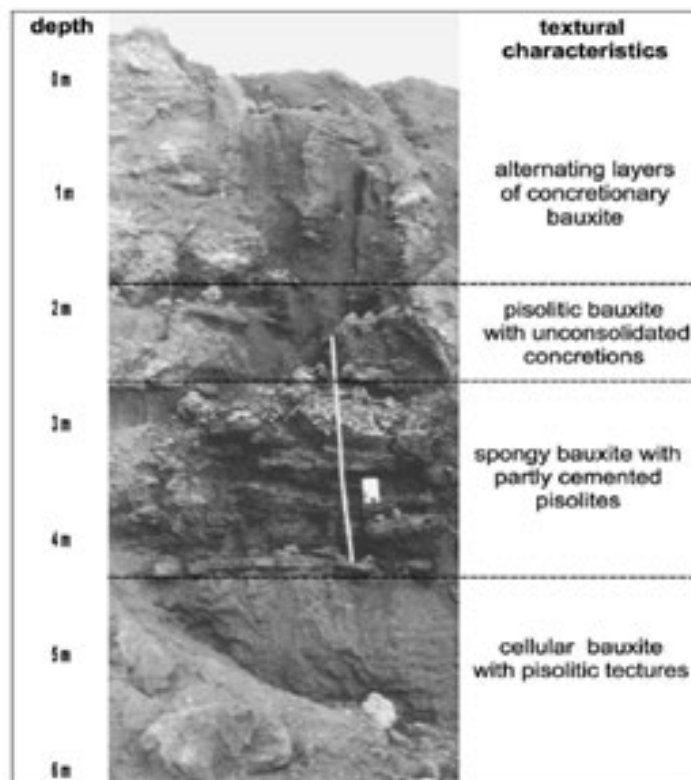 depth
textural
characteristics
0m
alternating layers
of concretionary
bauxite
1m
2m
pisolitic bauxite
with unconsolidated
concretions
3m
spongy bauxite with
partly cemented
pisolites
4m
5m
cellular bauxite
with pisolitic tectures
6m